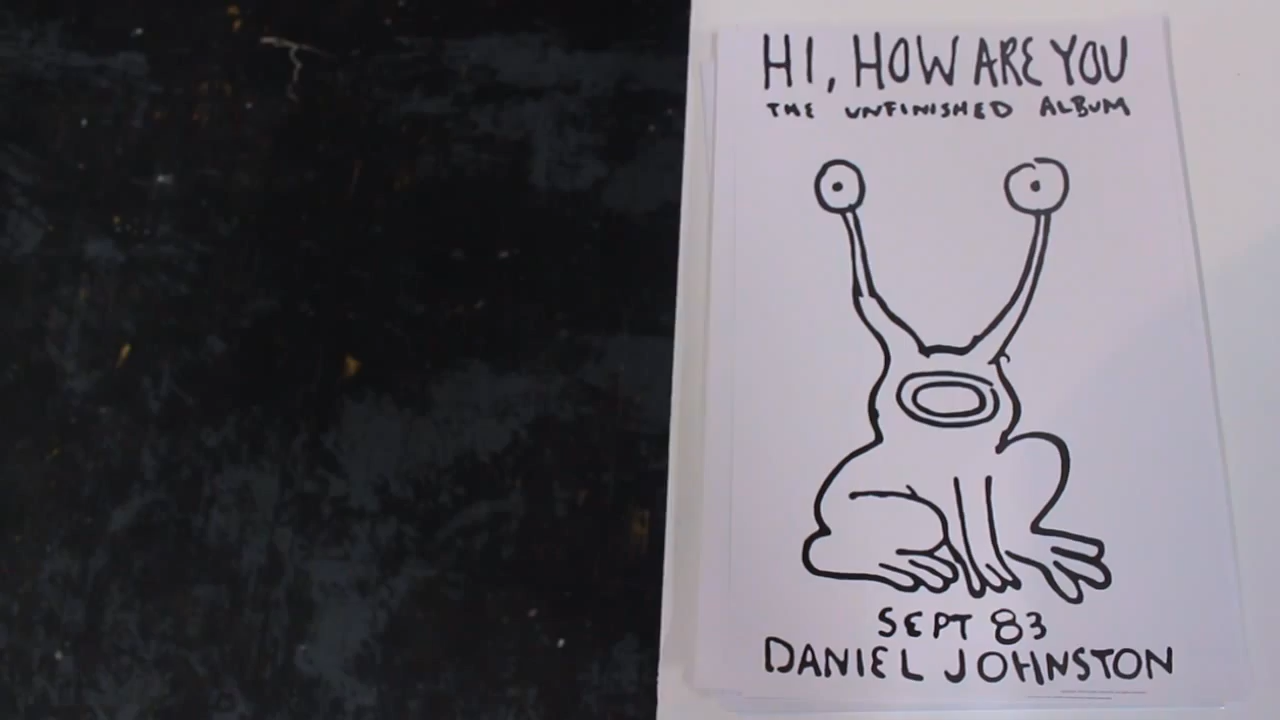 HI, HOW ARE YOU
THE UNFINISHED ALBUM
SEPT 83
DANIEL JOHNSTON